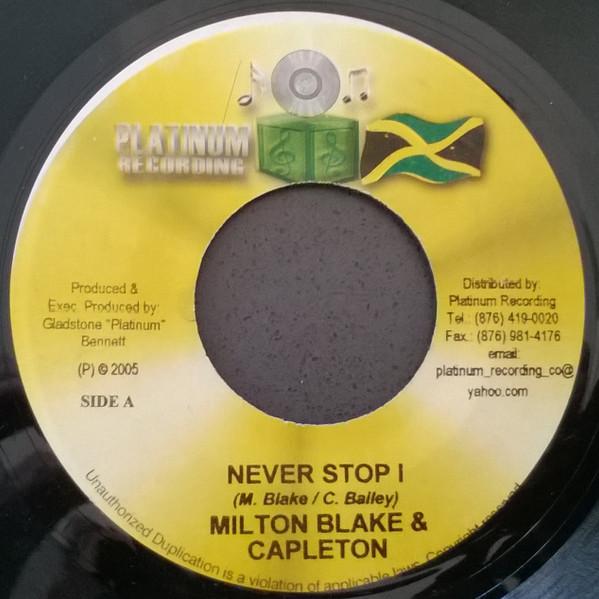 PLATINUM
RECORDING
Produced &
Exec. Produced by:
Gladstone "Platinum"
Bennett
(P) © 2005
SIDE A
Distributed by:
Platinum Recording
Tel.: (876) 419-0020
Fax.: (876) 981-4176
email:
platinum_recording_co@
yahoo.com
NEVER STOP I
(M. Blake / C. Bailey)
MILTON BLAKE &
CAPLETON
Unauthorized Duplication is a violation of applicable laws. Copyright reserved